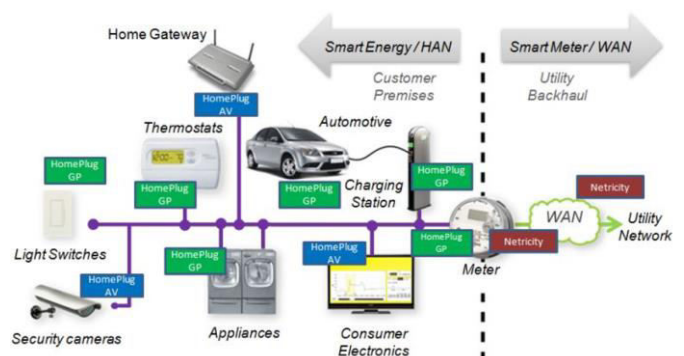 Home Gateway
Smart Energy / HAN
Smart Meter / WAN
Customer
Premises
Utility
Backhaul
HomePlug
AV
Thermostats
Automotive
HomePlug
GP
HomePlug
GP
HomePlug
GP
Charging
Station
HomePlug
GP
Netricity
WAN
Utility
Network
Light Switches
HomePlug
GP
HomePlug
AV
HomePlug
GP
Netricity
Meter
HomePlug
AV
Security cameras
Appliances
Consumer
Electronics